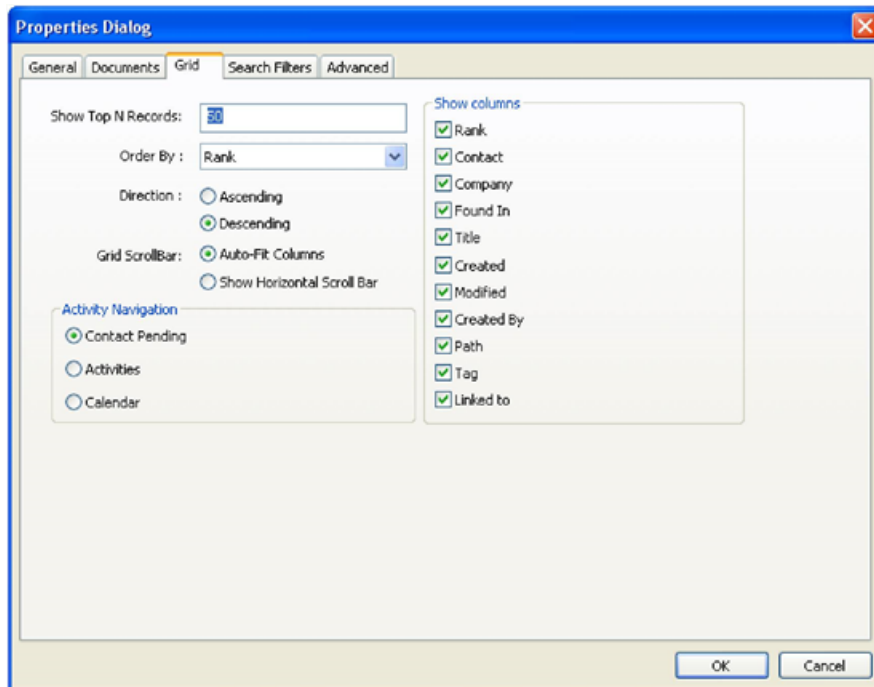 Properties Dialog
General Documents Grid Search Filters Advanced
Show Top N Records: 50
Order By : Rank
Direction : Ascending
Descending
Grid ScrollBar: Auto-Fit Columns
Show Horizontal Scroll Bar
Activity Navigation
Contact Pending
Activities
Calendar
Show columns
Rank
Contact
Company
Found In
Title
Created
Modified
Created By
Path
Tag
Linked to
OK Cancel